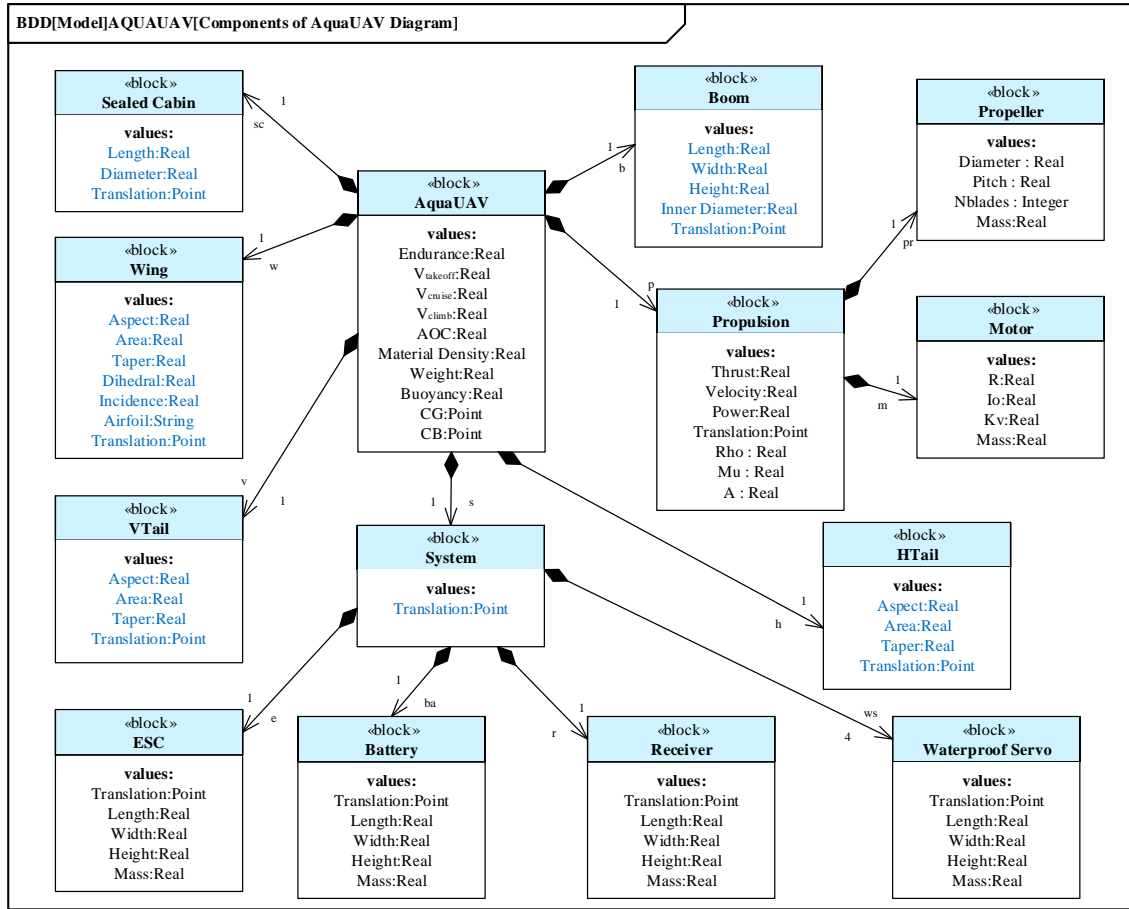 BDD[Model]AQUAUAV[Components of AquaUAV Diagram]
«block»
Sealed Cabin
values:
Length:Real
Diameter:Real
Translation:Point
1
sc
«block»
Boom
values:
Length:Real
Width:Real
Height:Real
Inner Diameter:Real
Translation:Point
1
b
«block»
Propeller
values:
Diameter : Real
Pitch : Real
Nblades : Integer
Mass:Real
1
pr
«block»
AquaUAV
values:
Endurance:Real
Vtakeoff:Real
Vcruise:Real
Vclimb:Real
AOC:Real
Material Density:Real
Weight:Real
Buoyancy:Real
CG:Point
CB:Point
«block»
Wing
values:
Aspect:Real
Area:Real
Taper:Real
Dihedral:Real
Incidence:Real
Airfoil:String
Translation:Point
1
w
p
1
«block»
Propulsion
values:
Thrust:Real
Velocity:Real
Power:Real
Translation:Point
Rho : Real
Mu : Real
A : Real
«block»
Motor
values:
R:Real
Io:Real
Kv:Real
Mass:Real
1
m
v
1
«block»
VTail
values:
Aspect:Real
Area:Real
Taper:Real
Translation:Point
1
s
«block»
System
values:
Translation:Point
«block»
HTail
values:
Aspect:Real
Area:Real
Taper:Real
Translation:Point
1
h
1
e
«block»
ESC
values:
Translation:Point
Length:Real
Width:Real
Height:Real
Mass:Real
1
ba
«block»
Battery
values:
Translation:Point
Length:Real
Width:Real
Height:Real
Mass:Real
1
r
«block»
Receiver
values:
Translation:Point
Length:Real
Width:Real
Height:Real
Mass:Real
ws
4
«block»
Waterproof Servo
values:
Translation:Point
Length:Real
Width:Real
Height:Real
Mass:Real